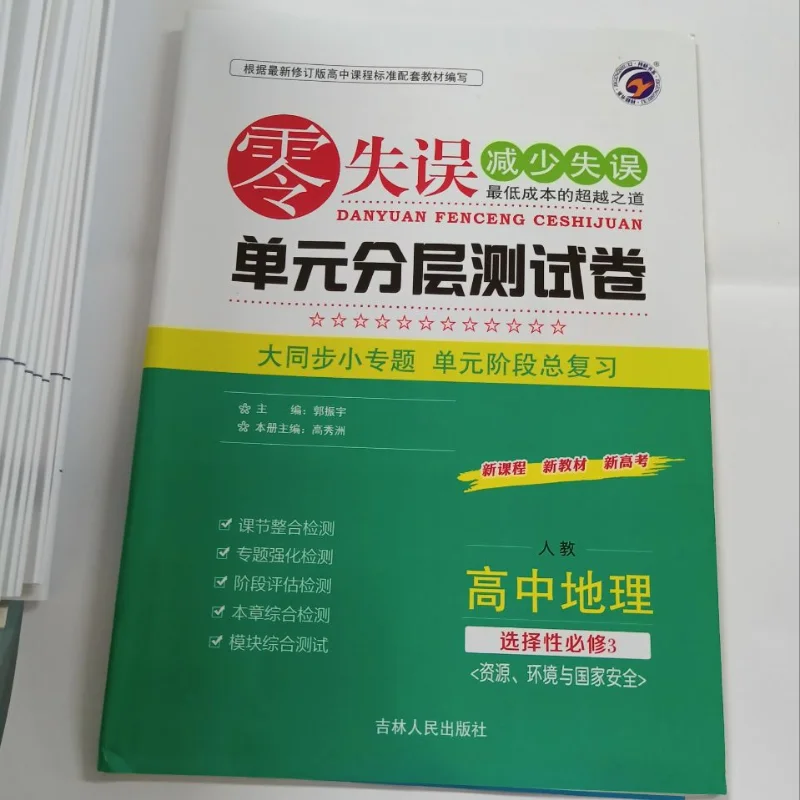 根据最新修订版高中课程标准配套教材编写
零失误 减少失误
最低成本的超越之道
DANYUAN FENCENG CESHIJUAN
单元分层测试卷
大同步小专题 单元阶段总复习
主 编：郭振宇
本册主编：高秀洲
新课程 新教材 新高考
课节整合检测
专题强化检测
阶段评估检测
本章综合检测
模块综合测试
人教
高中地理
选择性必修3
<资源、环境与国家安全>
吉林人民出版社